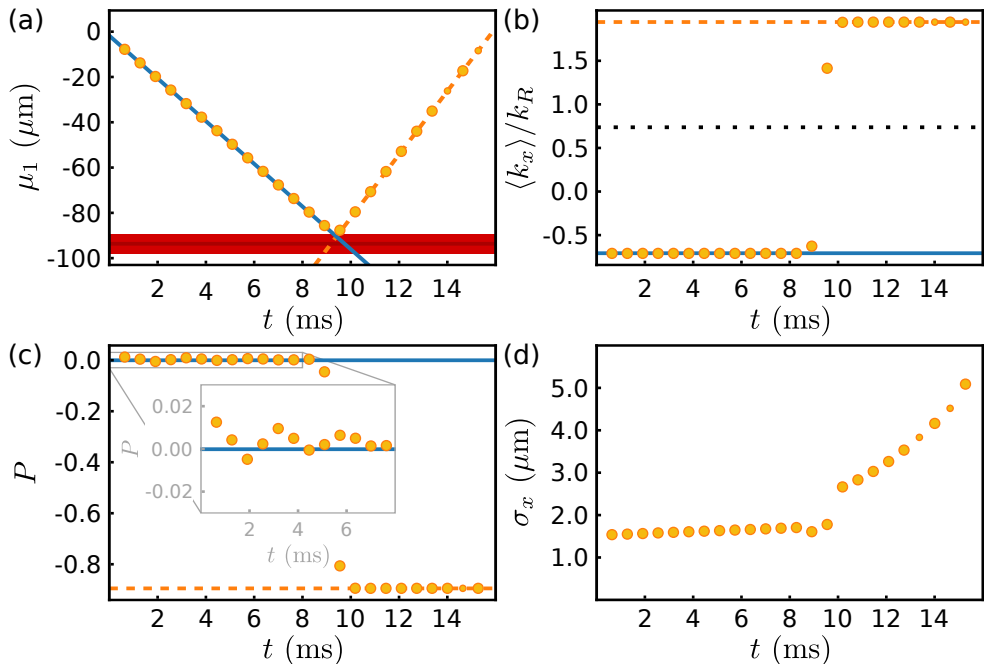 (a)
0
-20
-40
-60
-80
-100
μ₁ (μm)
2 4 6 8 10 12 14
t (ms)
(b)
1.5
1.0
0.5
0.0
-0.5
⟨kₓ⟩/k_R
2 4 6 8 10 12 14
t (ms)
(c)
0.0
-0.2
-0.4
-0.6
-0.8
P
0.02
0.00
-0.02
P
2 4 6
t (ms)
2 4 6 8 10 12 14
t (ms)
(d)
5.0
4.0
3.0
2.0
1.0
σₓ (μm)
2 4 6 8 10 12 14
t (ms)